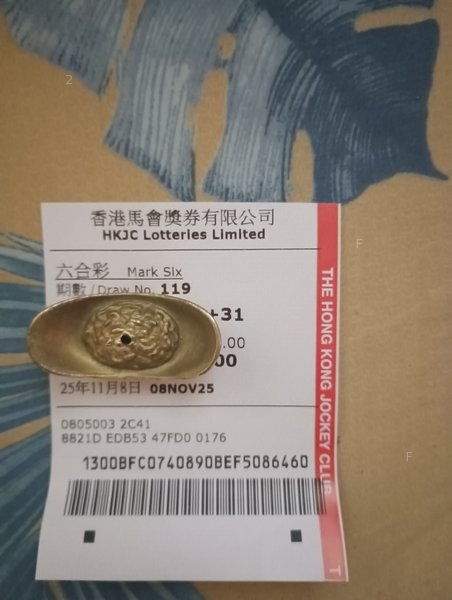 2
香港馬會獎券有限公司
HKJC Lotteries Limited
六合彩 Mark Six
期數 / Draw No. 119
+31
.00
00
25年11月8日 08NOV25
0805003 2C41
8821D EDB53 47FD0 0176
1300BFC0740890BEF5086460
THE HONG KONG JOCKEY CLUB
T
F
F